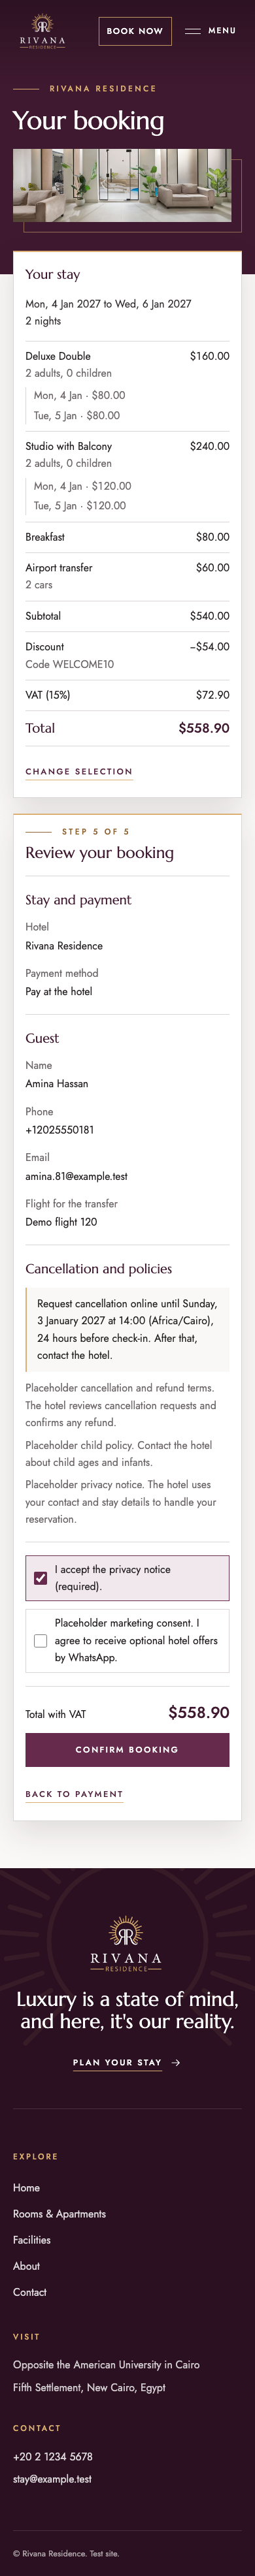 RIVANA
RESIDENCE
BOOK NOW
MENU
RIVANA RESIDENCE
Your booking
Your stay
Mon, 4 Jan 2027 to Wed, 6 Jan 2027
2 nights
Deluxe Double $160.00
2 adults, 0 children
Mon, 4 Jan · $80.00
Tue, 5 Jan · $80.00
Studio with Balcony $240.00
2 adults, 0 children
Mon, 4 Jan · $120.00
Tue, 5 Jan · $120.00
Breakfast $80.00
Airport transfer $60.00
2 cars
Subtotal $540.00
Discount −$54.00
Code WELCOME10
VAT (15%) $72.90
Total $558.90
CHANGE SELECTION
STEP 5 OF 5
Review your booking
Stay and payment
Hotel
Rivana Residence
Payment method
Pay at the hotel
Guest
Name
Amina Hassan
Phone
+12025550181
Email
amina.81@example.test
Flight for the transfer
Demo flight 120
Cancellation and policies
Request cancellation online until Sunday,
3 January 2027 at 14:00 (Africa/Cairo),
24 hours before check-in. After that,
contact the hotel.
Placeholder cancellation and refund terms.
The hotel reviews cancellation requests and
confirms any refund.
Placeholder child policy. Contact the hotel
about child ages and infants.
Placeholder privacy notice. The hotel uses
your contact and stay details to handle your
reservation.
I accept the privacy notice
(required).
Placeholder marketing consent. I
agree to receive optional hotel offers
by WhatsApp.
Total with VAT $558.90
CONFIRM BOOKING
BACK TO PAYMENT
RIVANA
RESIDENCE
Luxury is a state of mind,
and here, it's our reality.
PLAN YOUR STAY →
EXPLORE
Home
Rooms & Apartments
Facilities
About
Contact
VISIT
Opposite the American University in Cairo
Fifth Settlement, New Cairo, Egypt
CONTACT
+20 2 1234 5678
stay@example.test
© Rivana Residence. Test site.